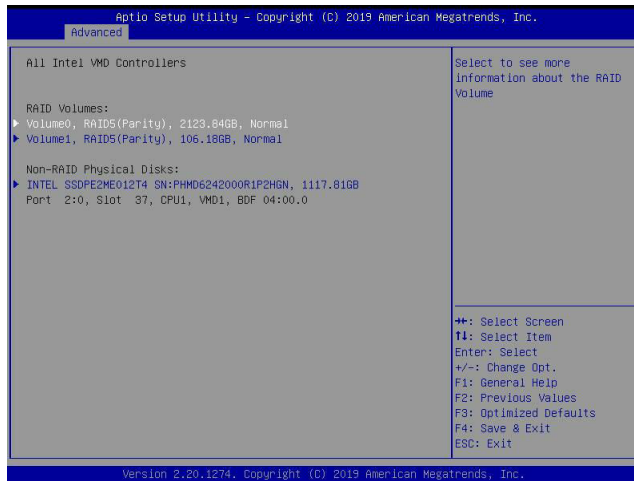 Aptio Setup Utility – Copyright (C) 2019 American Megatrends, Inc.
Advanced
All Intel VMD Controllers
RAID Volumes:
Volume0, RAID5(Parity), 2123.84GB, Normal
Volume1, RAID5(Parity), 106.18GB, Normal
Non-RAID Physical Disks:
INTEL SSDPE2ME012T4 SN:PHMD6242000R1P2HGN, 1117.81GB
Port 2:0, Slot 37, CPU1, VMD1, BDF 04:00.0
Select to see more
information about the RAID
Volume
→←: Select Screen
↑↓: Select Item
Enter: Select
+/-: Change Opt.
F1: General Help
F2: Previous Values
F3: Optimized Defaults
F4: Save & Exit
ESC: Exit
Version 2.20.1274. Copyright (C) 2019 American Megatrends, Inc.